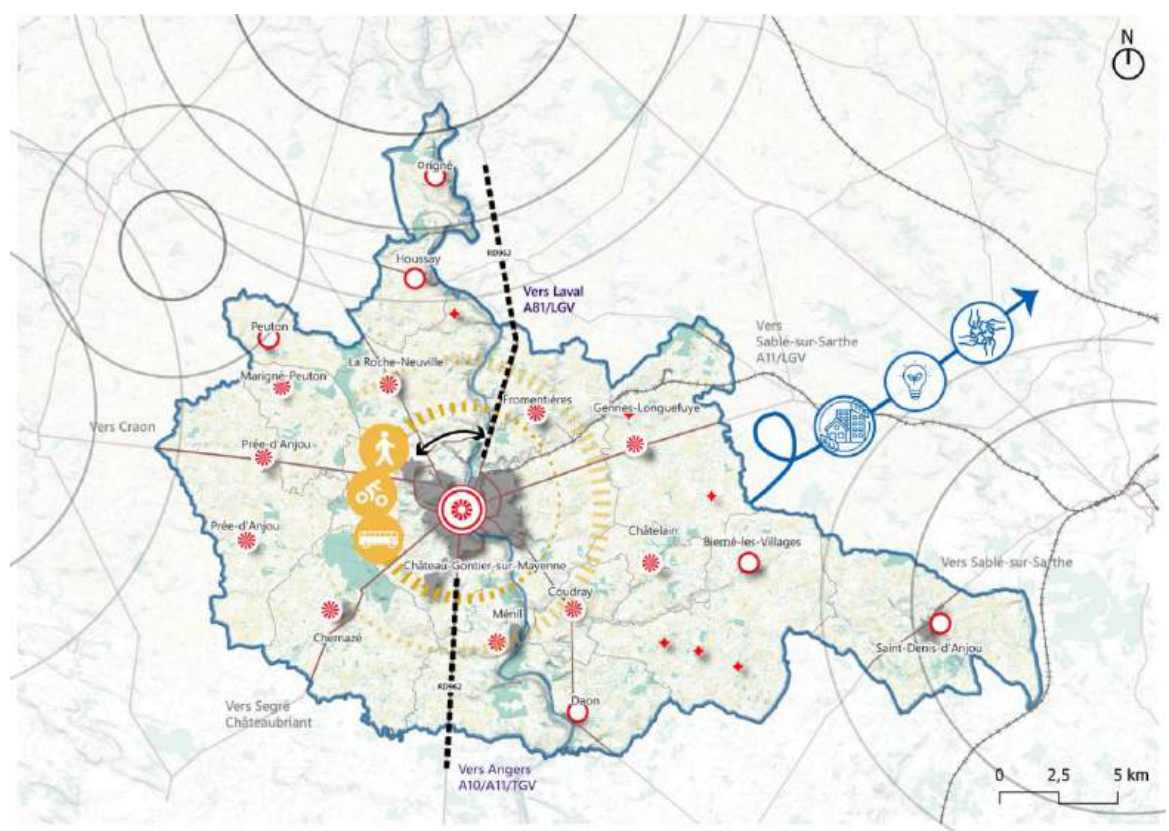 N
Origné
RD962
Houssay
Vers Laval
A81/LGV
Peuton
Vers
Sablé-sur-Sarthe
A11/LGV
La Roche-Neuville
Marigné-Peuton
Fromentières
Gennes-Longuefuye
Vers Craon
Prée-d'Anjou
Prée-d'Anjou
Châtelain
Bierné-les-Villages
Château-Gontier-sur-Mayenne
Vers Sablé-sur-Sarthe
Coudray
Ménil
Chemazé
Saint-Denis-d'Anjou
RD962
Daon
Vers Segré
Châteaubriant
Vers Angers
A10/A11/TGV
0 2,5 5 km